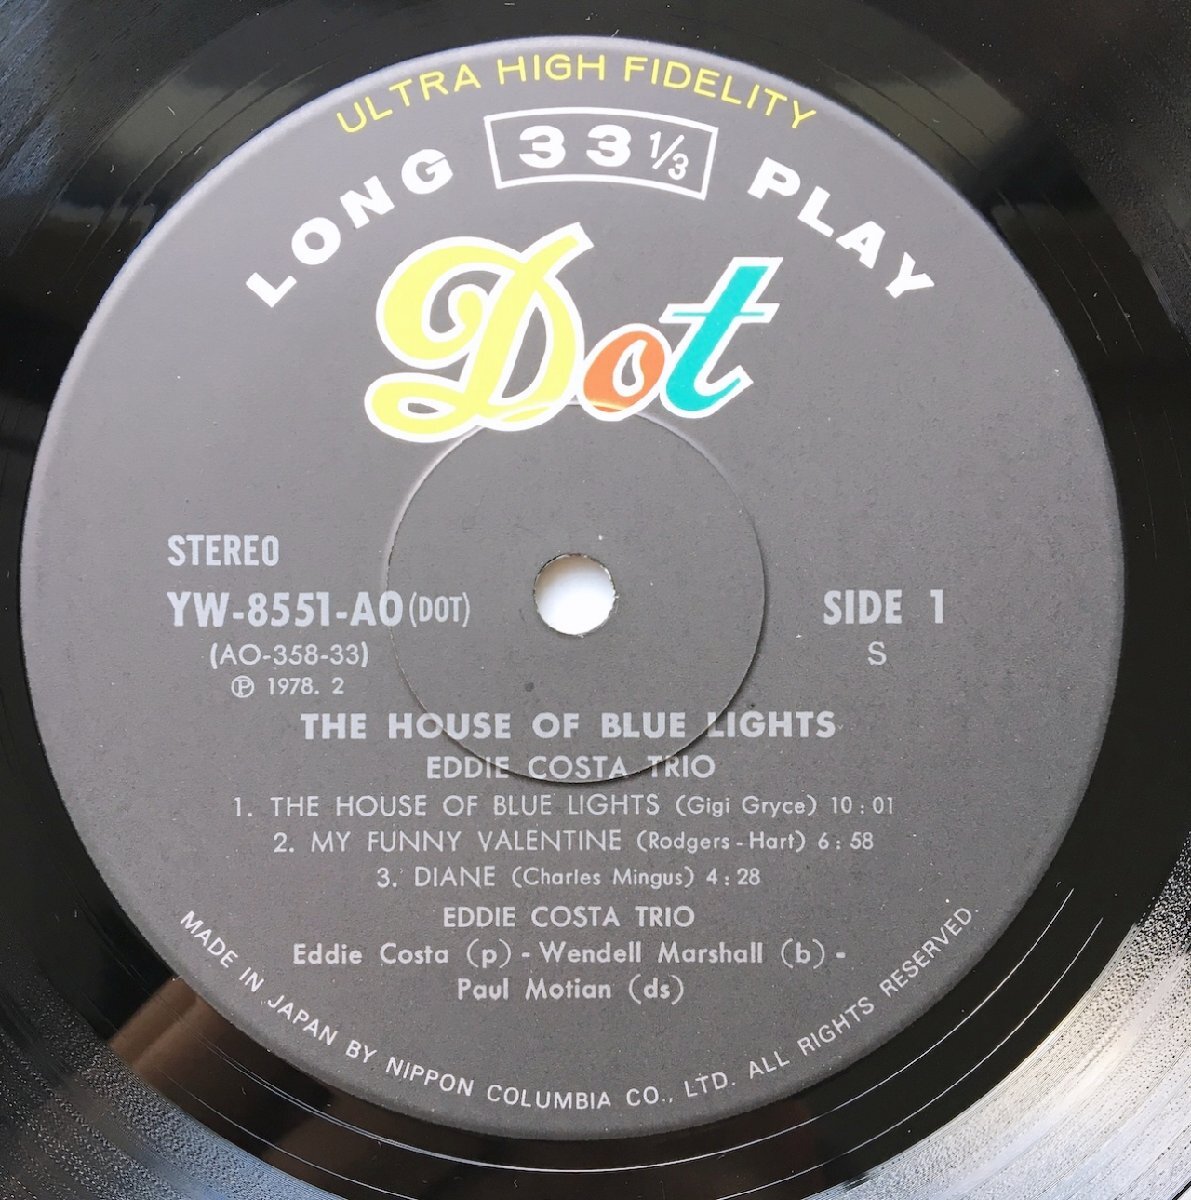 ULTRA HIGH FIDELITY
LONG 33 1/3 PLAY
Dot
STEREO
YW-8551-AO (DOT)
SIDE 1
(AO-358-33)
S
Ⓟ 1978. 2
THE HOUSE OF BLUE LIGHTS
EDDIE COSTA TRIO
1. THE HOUSE OF BLUE LIGHTS (Gigi Gryce) 10:01
2. MY FUNNY VALENTINE (Rodgers-Hart) 6:58
3. DIANE (Charles Mingus) 4:28
EDDIE COSTA TRIO
Eddie Costa (p) - Wendell Marshall (b) -
Paul Motian (ds)
MADE IN JAPAN BY NIPPON COLUMBIA CO., LTD. ALL RIGHTS RESERVED.